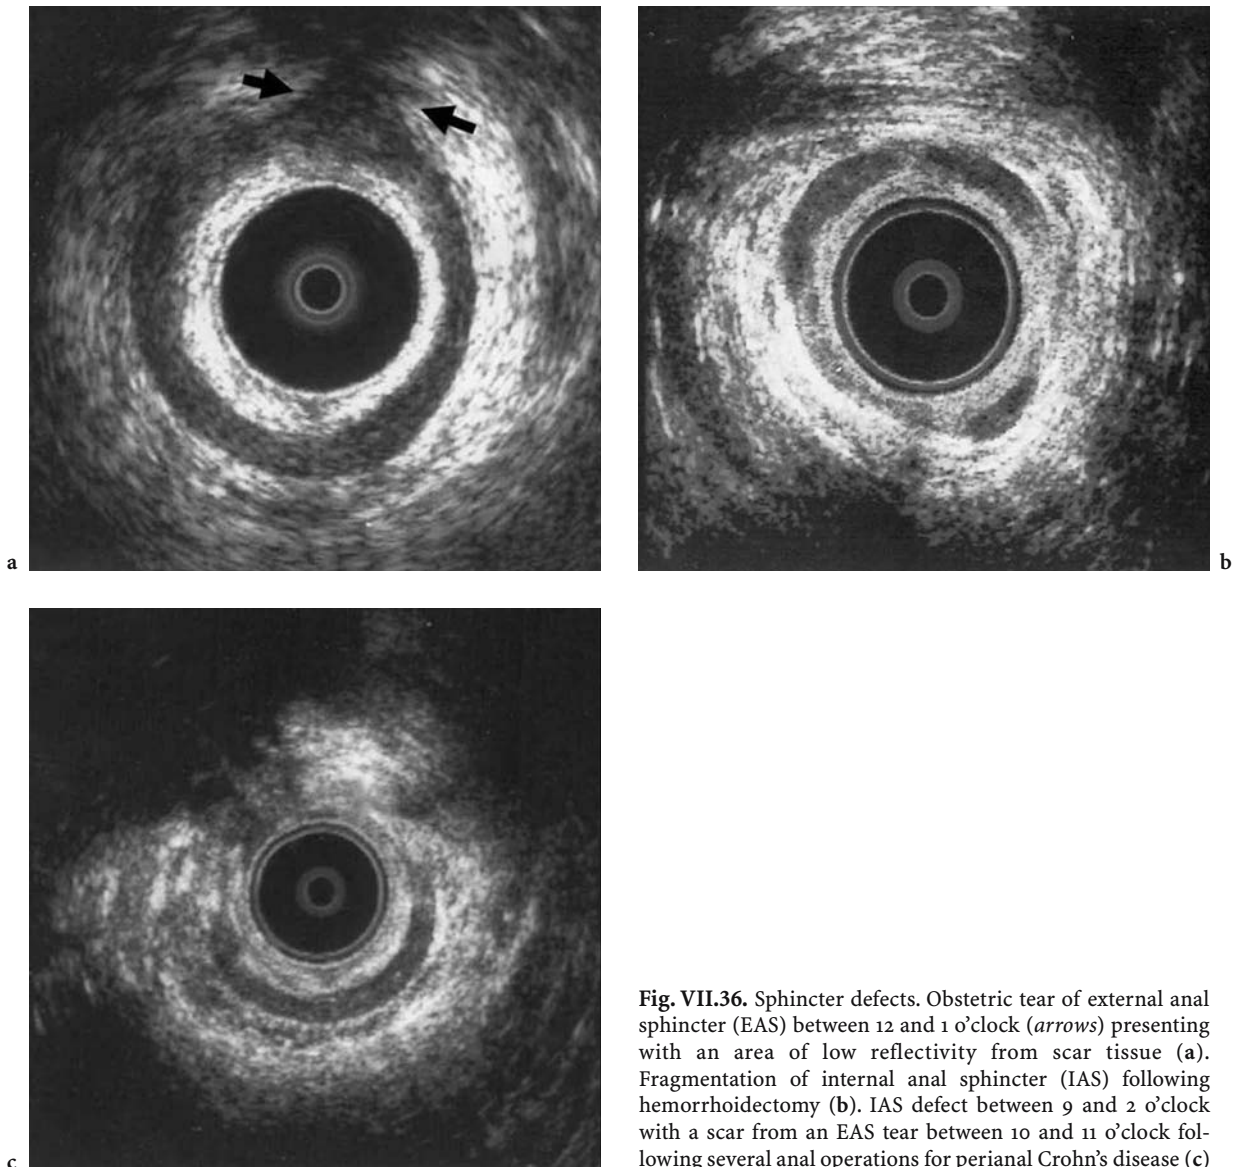 a
b
c
Fig. VII.36. Sphincter defects. Obstetric tear of external anal
sphincter (EAS) between 12 and 1 o’clock (arrows) presenting
with an area of low reflectivity from scar tissue (a).
Fragmentation of internal anal sphincter (IAS) following
hemorrhoidectomy (b). IAS defect between 9 and 2 o’clock
with a scar from an EAS tear between 10 and 11 o’clock fol-
lowing several anal operations for perianal Crohn’s disease (c)